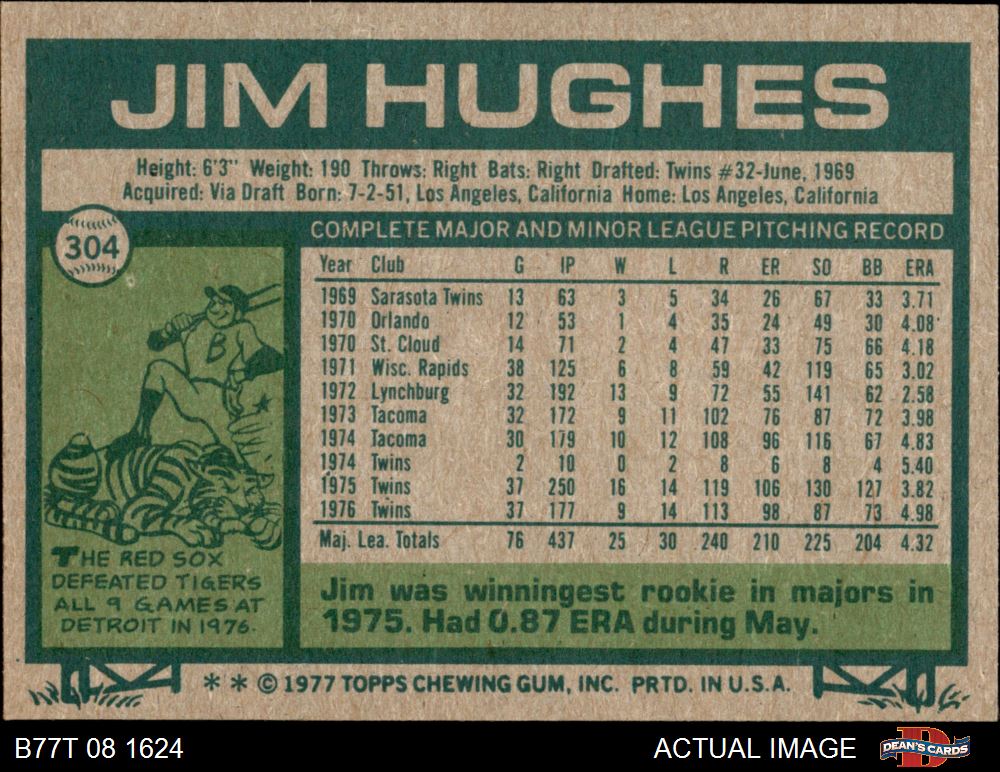 JIM HUGHES
Height: 6'3" Weight: 190 Throws: Right Bats: Right Drafted: Twins #32-June, 1969
Acquired: Via Draft Born: 7-2-51, Los Angeles, California Home: Los Angeles, California
304
COMPLETE MAJOR AND MINOR LEAGUE PITCHING RECORD
Year Club G IP W L R ER SO BB ERA
1969 Sarasota Twins 13 63 3 5 34 26 67 33 3.71
1970 Orlando 12 53 1 4 35 24 49 30 4.08
1970 St. Cloud 14 71 2 4 47 33 75 66 4.18
1971 Wisc. Rapids 38 125 6 8 59 42 119 65 3.02
1972 Lynchburg 32 192 13 9 72 55 141 62 2.58
1973 Tacoma 32 172 9 11 102 76 87 72 3.98
1974 Tacoma 30 179 10 12 108 96 116 67 4.83
1974 Twins 2 10 0 2 8 6 8 4 5.40
1975 Twins 37 250 16 14 119 106 130 127 3.82
1976 Twins 37 177 9 14 113 98 87 73 4.98
Maj. Lea. Totals 76 437 25 30 240 210 225 204 4.32
B
THE RED SOX
DEFEATED TIGERS
ALL 9 GAMES AT
DETROIT IN 1976.
Jim was winningest rookie in majors in
1975. Had 0.87 ERA during May.
* * © 1977 TOPPS CHEWING GUM, INC. PRTD. IN U.S.A.
B77T 08 1624
ACTUAL IMAGE
D
DEAN'S CARDS